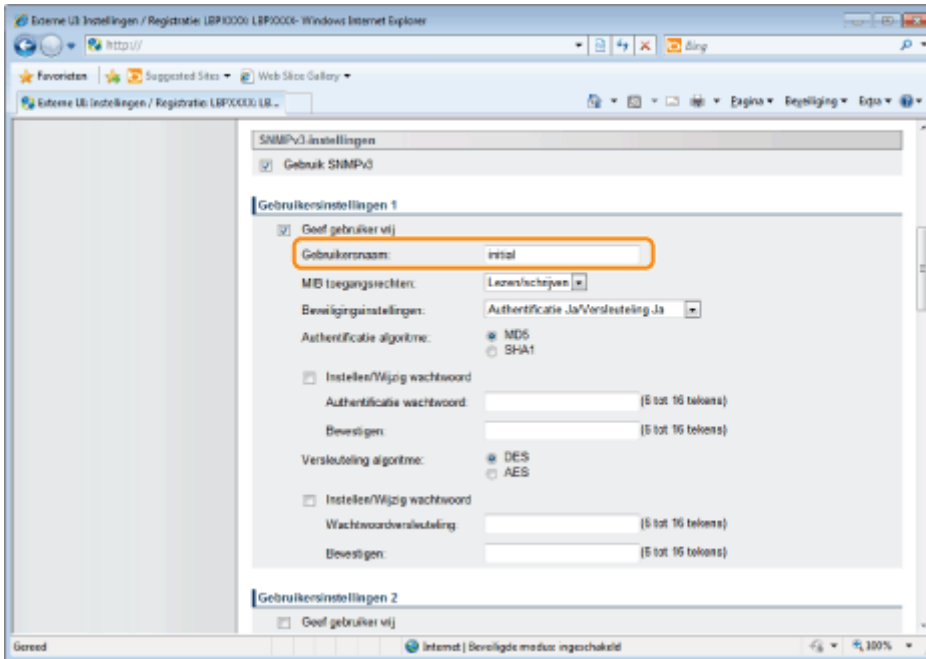 Externe UI: Instellingen / Registratie: LBPXXXX: LBPXXXX- Windows Internet Explorer
http://
Bing
Favorieten Suggested Sites Web Slice Gallery
Externe UI: Instellingen / Registratie: LBPXXXX: LB...
Pagina Beveiliging Extra
SNMPv3-instellingen
Gebruik SNMPv3
Gebruikersinstellingen 1
Geef gebruiker vrij
Gebruikersnaam: initial
MIB toegangsrechten: Lezen/schrijven
Beveiligingsinstellingen: Authentificatie Ja/Versleuteling Ja
Authentificatie algoritme: MD5
SHA1
Instellen/Wijzig wachtwoord
Authentificatie wachtwoord: (6 tot 16 tekens)
Bevestigen: (6 tot 16 tekens)
Versleuteling algoritme: DES
AES
Instellen/Wijzig wachtwoord
Wachtwoordversleuteling: (6 tot 16 tekens)
Bevestigen: (6 tot 16 tekens)
Gebruikersinstellingen 2
Geef gebruiker vrij
Gereed Internet | Beveiligde modus: ingeschakeld 100%